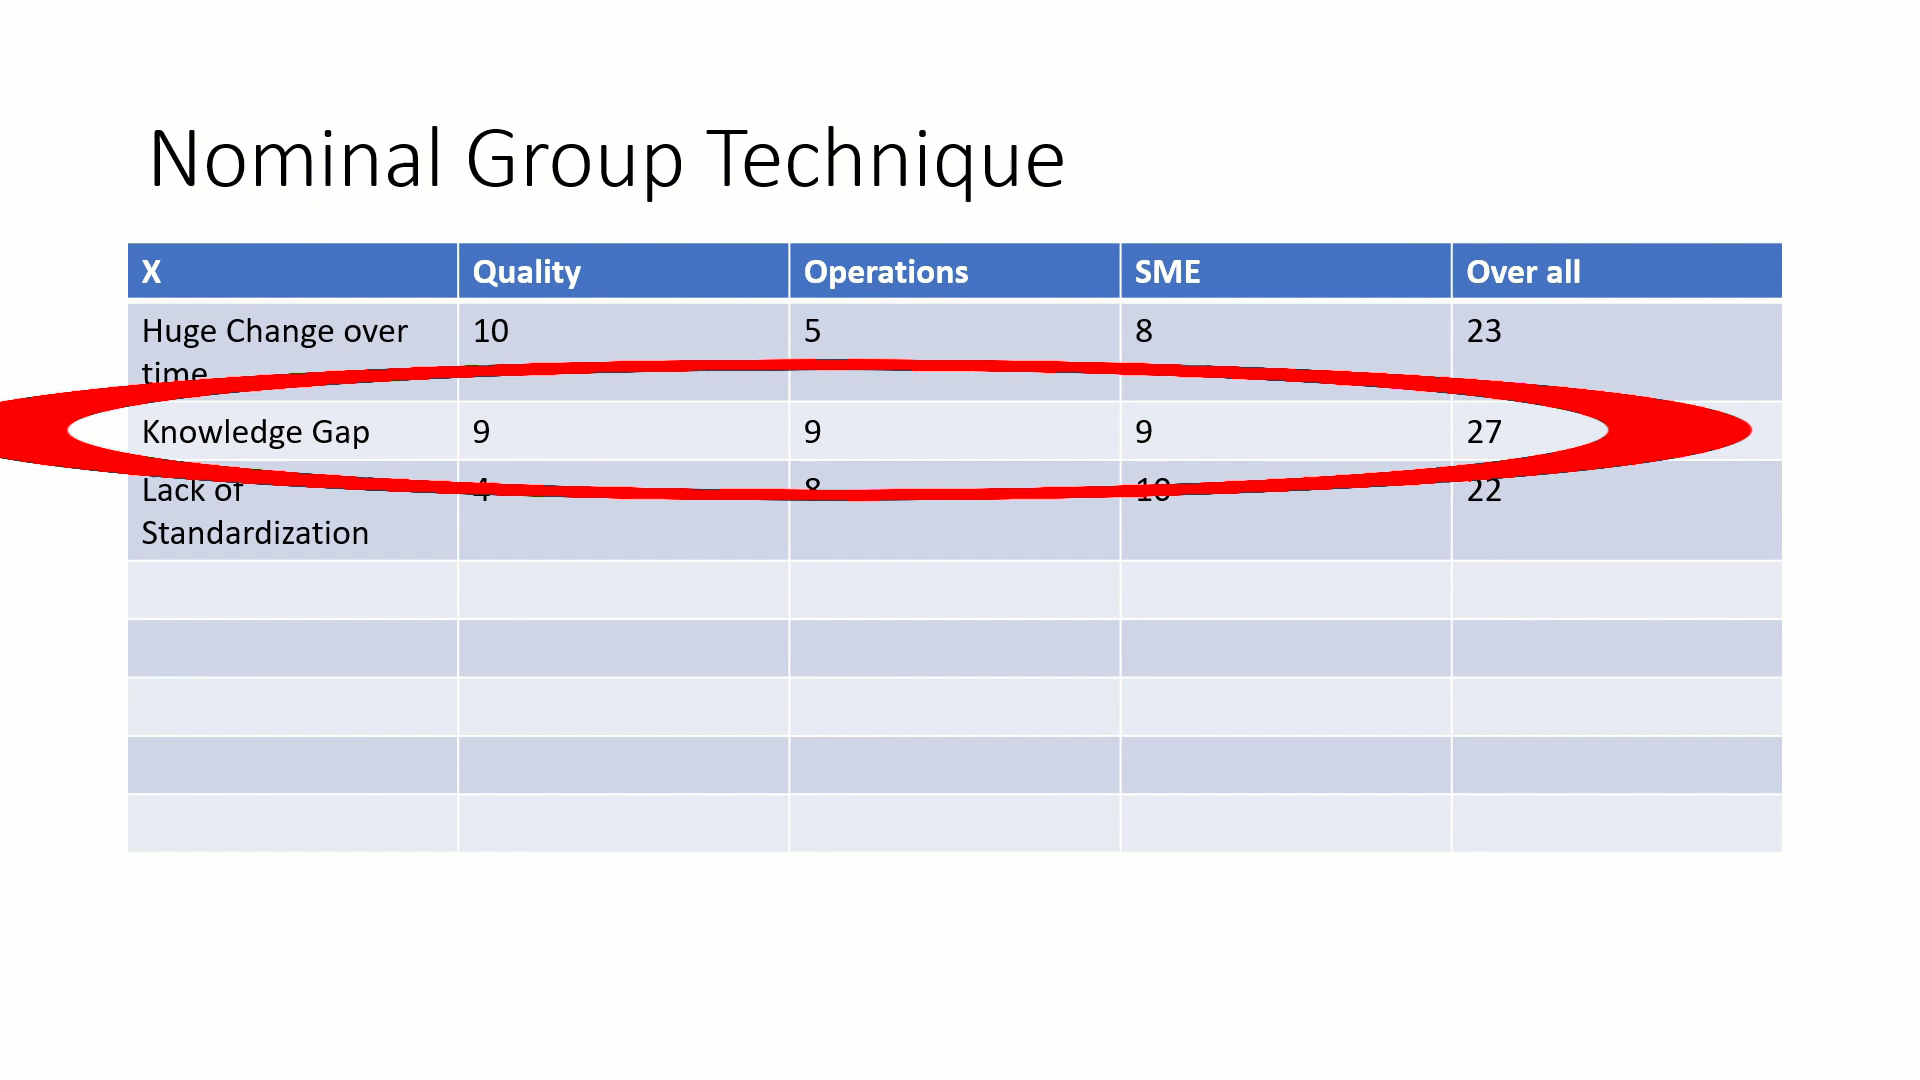 Nominal Group Technique
X Quality Operations SME Over all
Huge Change over 10 5 8 23
time
Knowledge Gap 9 9 9 27
Lack of 4 8 10 22
Standardization